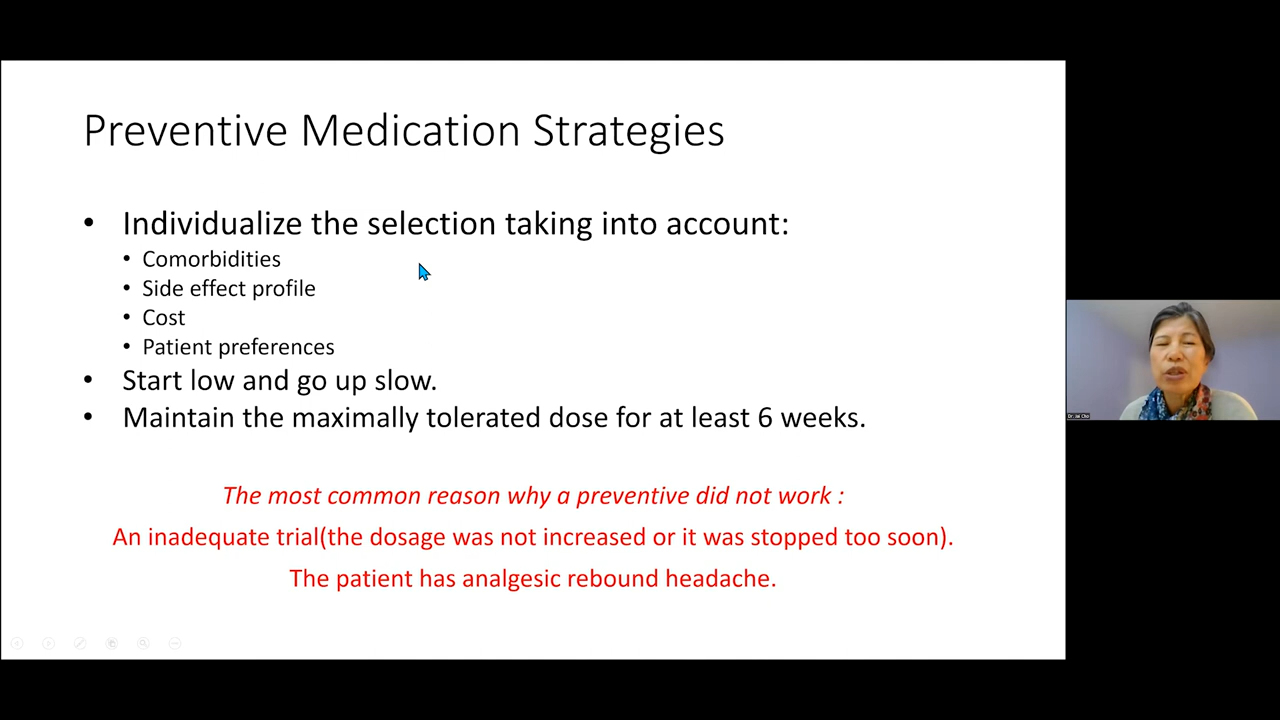 Preventive Medication Strategies
• Individualize the selection taking into account:
• Comorbidities
• Side effect profile
• Cost
• Patient preferences
• Start low and go up slow.
• Maintain the maximally tolerated dose for at least 6 weeks.
The most common reason why a preventive did not work :
An inadequate trial(the dosage was not increased or it was stopped too soon).
The patient has analgesic rebound headache.